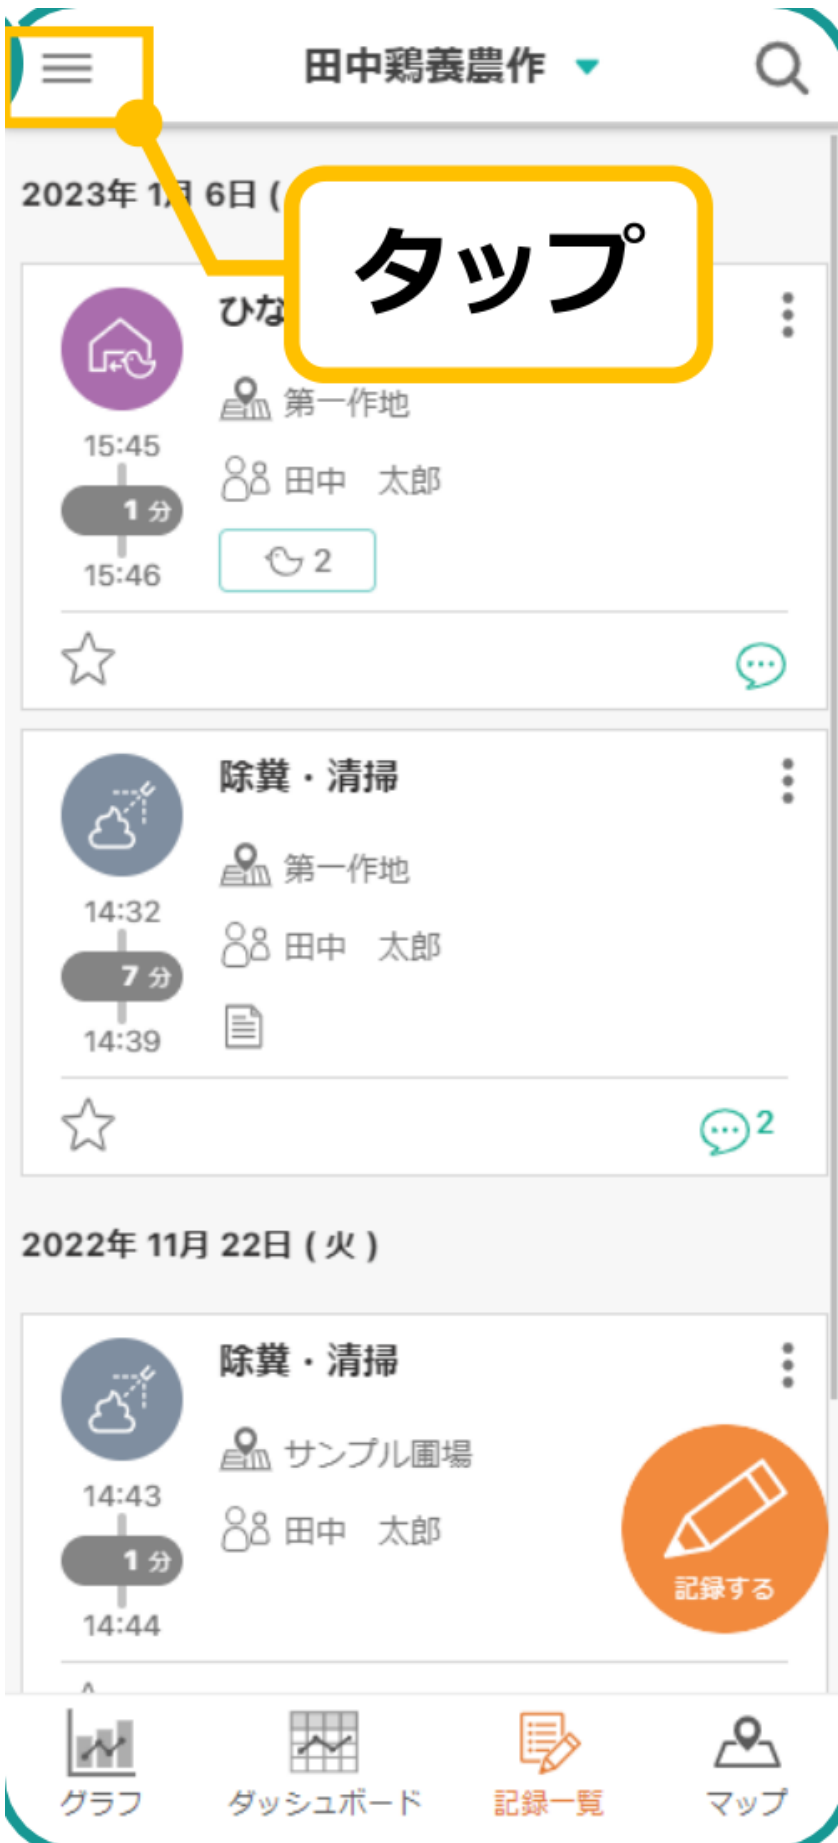 田中鶏養農作
2023年 1月 6日 (
タップ
ひな
第一作地
15:45
田中　太郎
1 分
2
15:46
除糞・清掃
第一作地
14:32
田中　太郎
7 分
14:39
2
2022年 11月 22日 ( 火 )
除糞・清掃
サンプル圃場
14:43
田中　太郎
1 分
記録する
14:44
グラフ
ダッシュボード
記録一覧
マップ